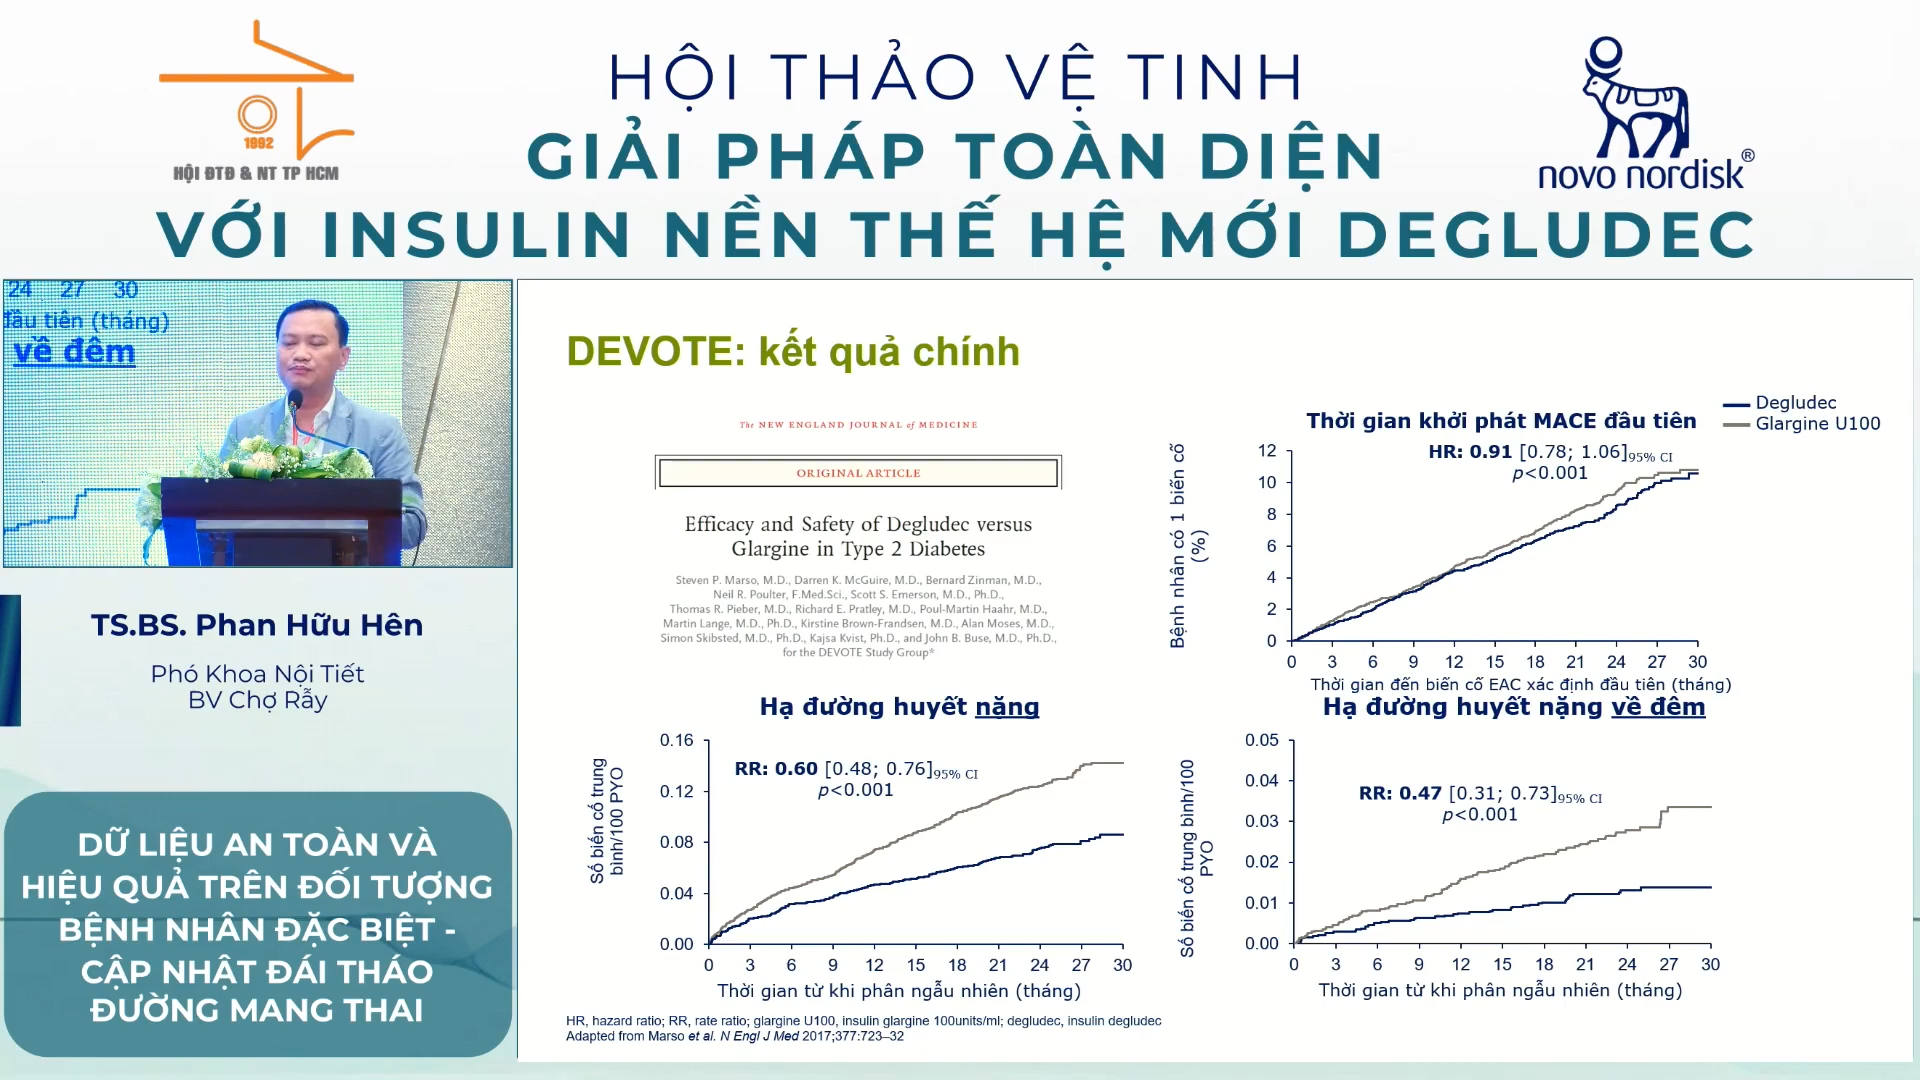 HỘI THẢO VỆ TINH
GIẢI PHÁP TOÀN DIỆN
VỚI INSULIN NỀN THẾ HỆ MỚI DEGLUDEC
1992
HỘI ĐTĐ & NT TP HCM
novo nordisk®
24 27 30
đầu tiên (tháng)
về đêm
TS.BS. Phan Hữu Hên
Phó Khoa Nội Tiết
BV Chợ Rẫy
DỮ LIỆU AN TOÀN VÀ
HIỆU QUẢ TRÊN ĐỐI TƯỢNG
BỆNH NHÂN ĐẶC BIỆT -
CẬP NHẬT ĐÁI THÁO
ĐƯỜNG MANG THAI
DEVOTE: kết quả chính
The NEW ENGLAND JOURNAL of MEDICINE
ORIGINAL ARTICLE
Efficacy and Safety of Degludec versus
Glargine in Type 2 Diabetes
Steven P. Marso, M.D., Darren K. McGuire, M.D., Bernard Zinman, M.D.,
Neil R. Poulter, F.Med.Sci., Scott S. Emerson, M.D., Ph.D.,
Thomas R. Pieber, M.D., Richard E. Pratley, M.D., Poul-Martin Haahr, M.D.,
Martin Lange, M.D., Ph.D., Kirstine Brown-Frandsen, M.D., Alan Moses, M.D.,
Simon Skibsted, M.D., Ph.D., Kajsa Kvist, Ph.D., and John B. Buse, M.D., Ph.D.,
for the DEVOTE Study Group*
Thời gian khởi phát MACE đầu tiên
Degludec
Glargine U100
HR: 0.91 [0.78; 1.06]95% CI
p<0.001
Bệnh nhân có 1 biến cố
(%)
12
10
8
6
4
2
0
0 3 6 9 12 15 18 21 24 27 30
Thời gian đến biến cố EAC xác định đầu tiên (tháng)
Hạ đường huyết nặng
RR: 0.60 [0.48; 0.76]95% CI
p<0.001
Số biến cố trung
bình/100 PYO
0.16
0.12
0.08
0.04
0.00
0 3 6 9 12 15 18 21 24 27 30
Thời gian từ khi phân ngẫu nhiên (tháng)
Hạ đường huyết nặng về đêm
RR: 0.47 [0.31; 0.73]95% CI
p<0.001
Số biến cố trung bình/100
PYO
0.05
0.04
0.03
0.02
0.01
0.00
0 3 6 9 12 15 18 21 24 27 30
Thời gian từ khi phân ngẫu nhiên (tháng)
HR, hazard ratio; RR, rate ratio; glargine U100, insulin glargine 100units/ml; degludec, insulin degludec
Adapted from Marso et al. N Engl J Med 2017;377:723–32